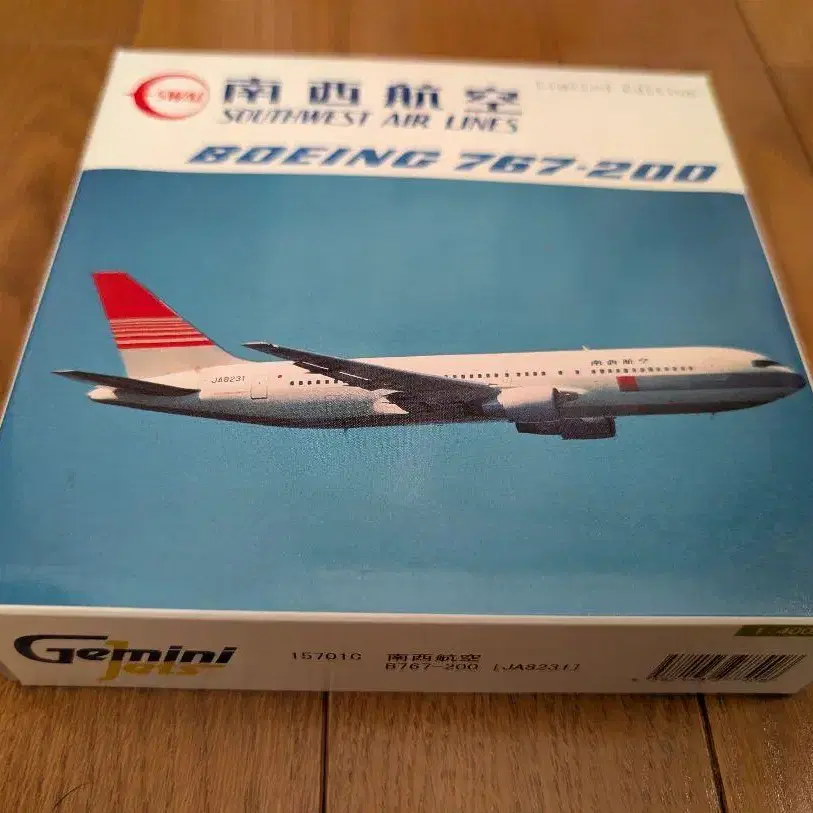 SWAL
南西航空
SOUTHWEST AIR LINES
BOEING 767-200
南西航空
JA8231
Gemini
Jets
15701C 南西航空
B767-200 [JA8231]
1:400